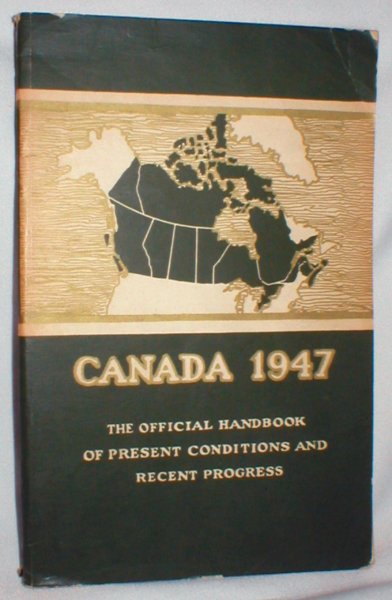 CANADA 1947
THE OFFICIAL HANDBOOK
OF PRESENT CONDITIONS AND
RECENT PROGRESS